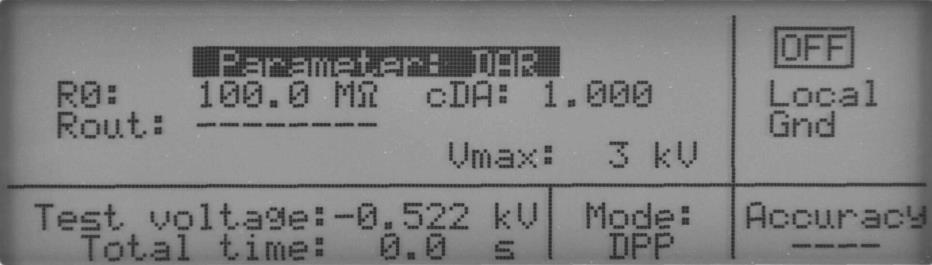 Parameter: DAR
R0: 100.0 MΩ cDA: 1.000
Rout: --------
Vmax: 3 kV
OFF
Local
Gnd
Test voltage:-0.522 kV
Total time: 0.0 s
Mode:
DPP
Accuracy
----